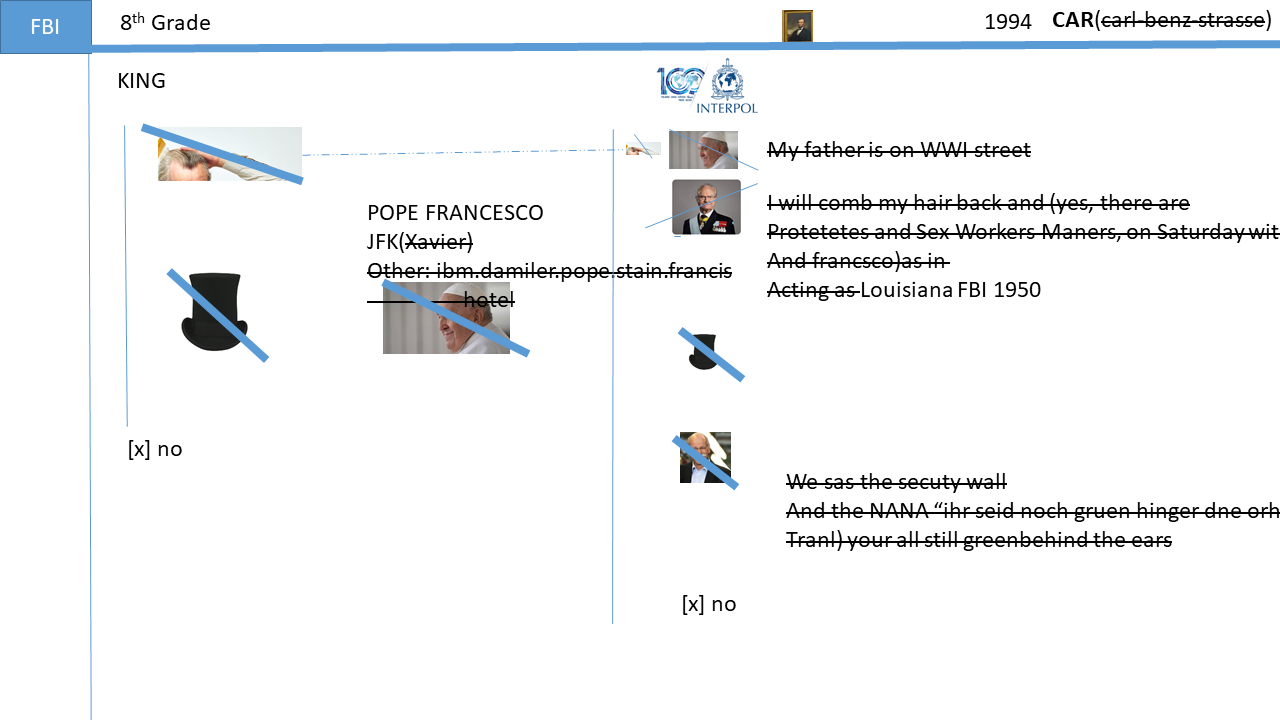 FBI
8th Grade
1994 CAR(carl-benz-strasse)
KING
100
INTERPOL
My father is on WWI street
I will comb my hair back and (yes, there are
Protetetes and Sex Workers Maners, on Saturday wit
And francsco)as in
Acting as Louisiana FBI 1950
POPE FRANCESCO
JFK(Xavier)
Other: ibm.damiler.pope.stain.francis
hotel
[x] no
We sas the secuty wall
And the NANA “ihr seid noch gruen hinger dne orh
Tranl) your all still greenbehind the ears
[x] no